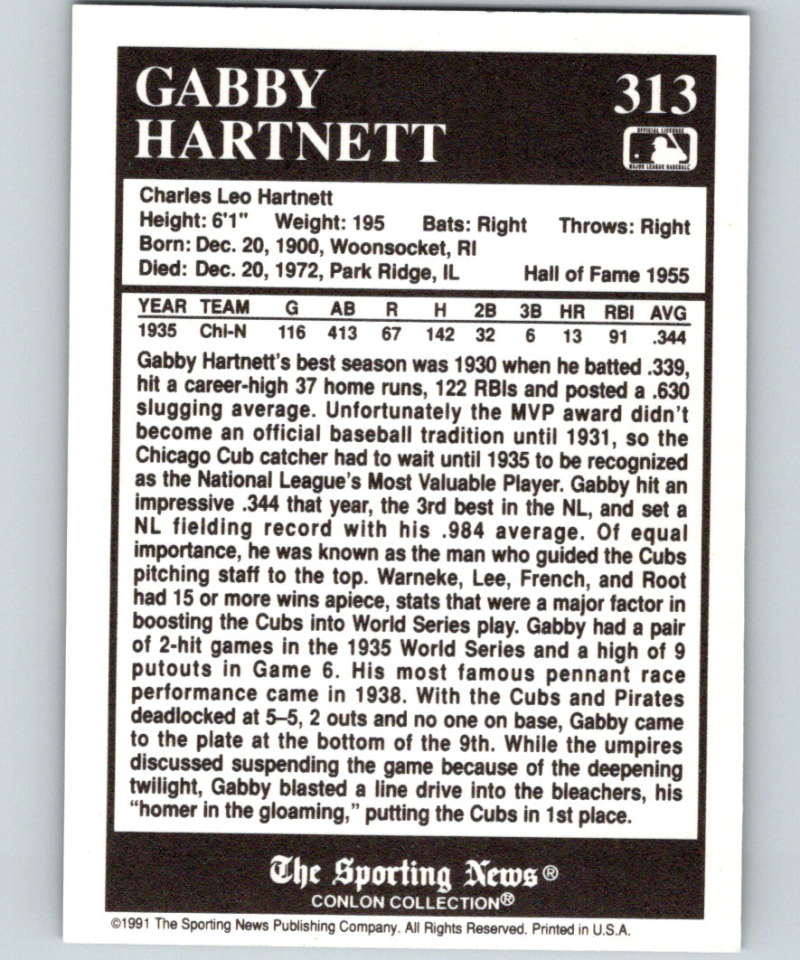 GABBY 313
HARTNETT
OFFICIAL LICENSEE
MAJOR LEAGUE BASEBALL
Charles Leo Hartnett
Height: 6'1" Weight: 195 Bats: Right Throws: Right
Born: Dec. 20, 1900, Woonsocket, RI
Died: Dec. 20, 1972, Park Ridge, IL Hall of Fame 1955
YEAR TEAM G AB R H 2B 3B HR RBI AVG
1935 Chi-N 116 413 67 142 32 6 13 91 .344
Gabby Hartnett's best season was 1930 when he batted .339,
hit a career-high 37 home runs, 122 RBIs and posted a .630
slugging average. Unfortunately the MVP award didn't
become an official baseball tradition until 1931, so the
Chicago Cub catcher had to wait until 1935 to be recognized
as the National League's Most Valuable Player. Gabby hit an
impressive .344 that year, the 3rd best in the NL, and set a
NL fielding record with his .984 average. Of equal
importance, he was known as the man who guided the Cubs
pitching staff to the top. Warneke, Lee, French, and Root
had 15 or more wins apiece, stats that were a major factor in
boosting the Cubs into World Series play. Gabby had a pair
of 2-hit games in the 1935 World Series and a high of 9
putouts in Game 6. His most famous pennant race
performance came in 1938. With the Cubs and Pirates
deadlocked at 5–5, 2 outs and no one on base, Gabby came
to the plate at the bottom of the 9th. While the umpires
discussed suspending the game because of the deepening
twilight, Gabby blasted a line drive into the bleachers, his
“homer in the gloaming,” putting the Cubs in 1st place.
The Sporting News®
CONLON COLLECTION®
©1991 The Sporting News Publishing Company. All Rights Reserved. Printed in U.S.A.